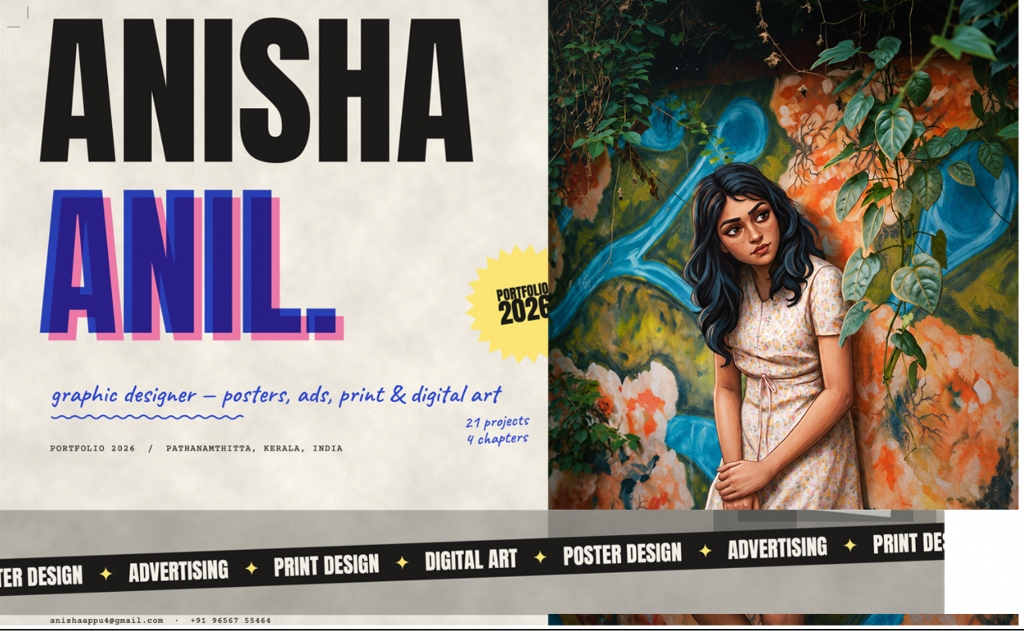 ANISHA
ANIL.
PORTFOLIO
2026
graphic designer — posters, ads, print & digital art
21 projects
4 chapters
PORTFOLIO 2026 / PATHANAMTHITTA, KERALA, INDIA
TER DESIGN ✦ ADVERTISING ✦ PRINT DESIGN ✦ DIGITAL ART ✦ POSTER DESIGN ✦ ADVERTISING ✦ PRINT DES
anishaappu4@gmail.com · +91 96567 55464